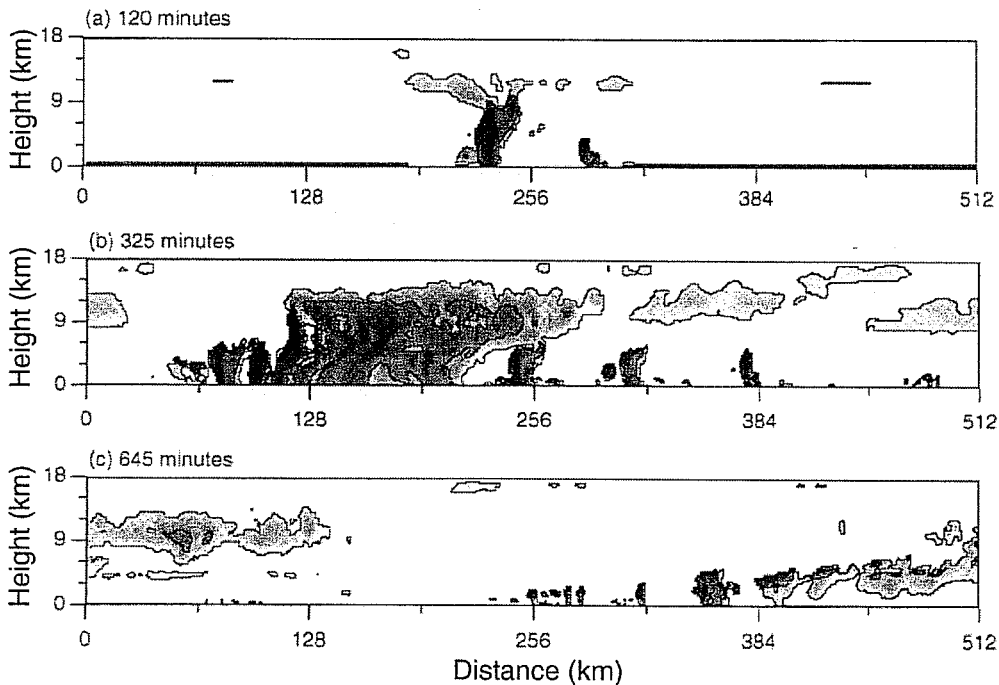 (a) 120 minutes
Height (km)
18
9
0
0 128 256 384 512
(b) 325 minutes
Height (km)
18
9
0
0 128 256 384 512
(c) 645 minutes
Height (km)
18
9
0
0 128 256 384 512
Distance (km)